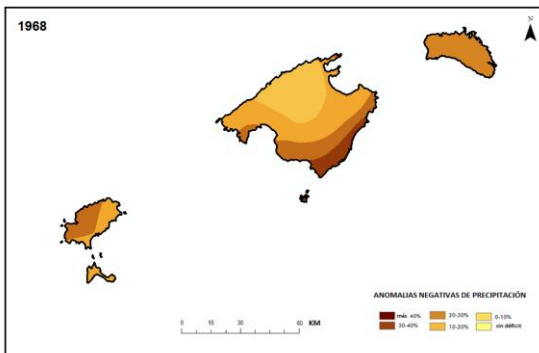 1968
N
ANOMALIAS NEGATIVAS DE PRECIPITACIÓN
más 40% 20-30% 0-10%
30-40% 10-20% sin déficit
0 15 30 60
KM